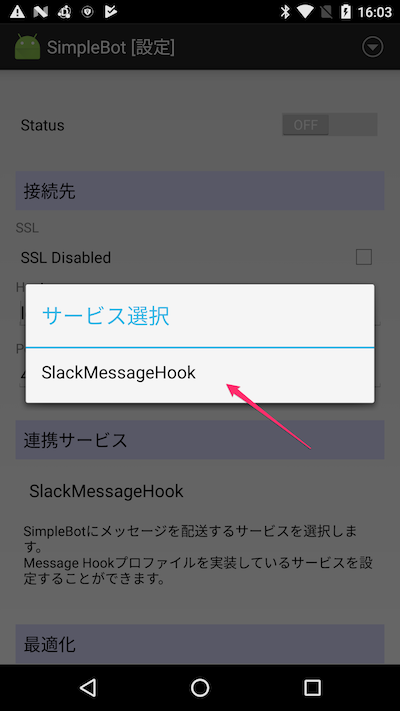 16:03
SimpleBot [設定]
Status
OFF
接続先
SSL
SSL Disabled
サービス選択
SlackMessageHook
連携サービス
SlackMessageHook
SimpleBotにメッセージを配送するサービスを選択しま
す。
Message Hookプロファイルを実装しているサービスを設
定することができます。
最適化